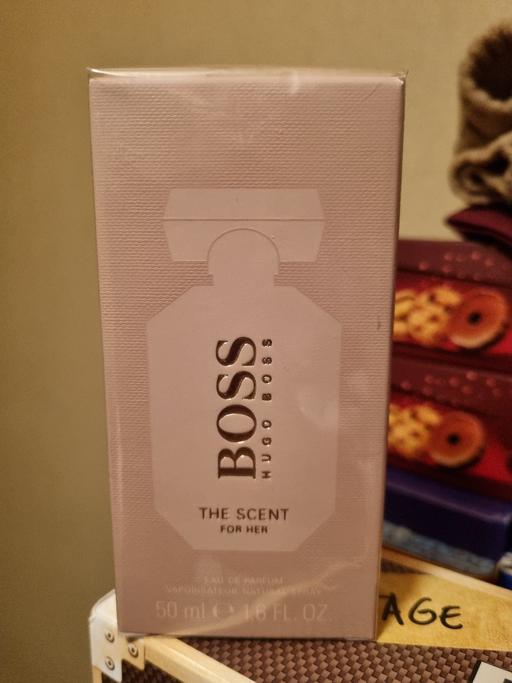 BOSS
HUGO BOSS
THE SCENT
FOR HER
EAU DE PARFUM
VAPORISATEUR NATURAL SPRAY
50 ml ℮ 1.6 FL. OZ.
AGE